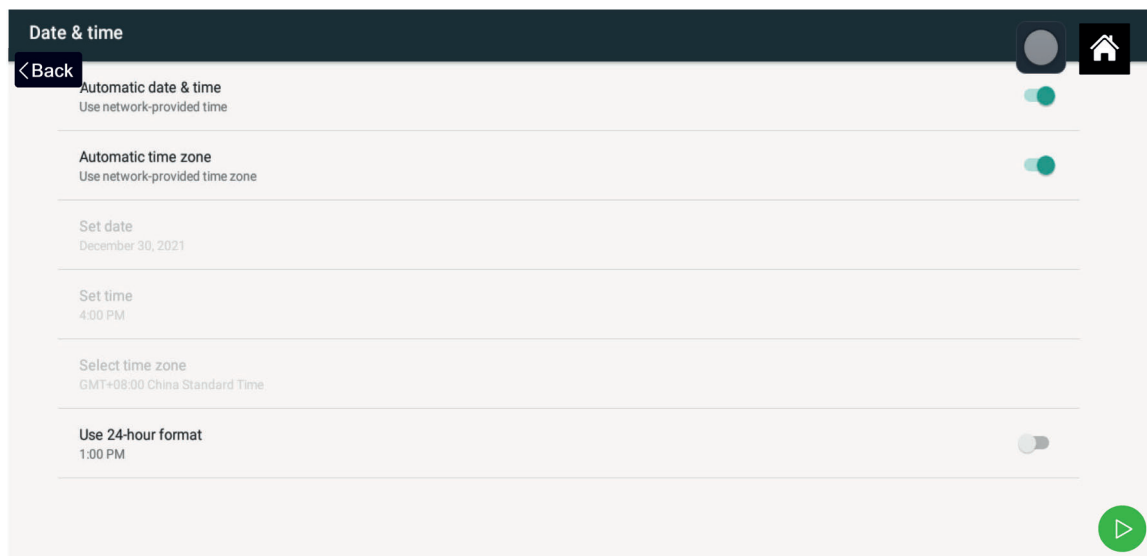 Date & time
Back
Automatic date & time
Use network-provided time
Automatic time zone
Use network-provided time zone
Set date
December 30, 2021
Set time
4:00 PM
Select time zone
GMT+08:00 China Standard Time
Use 24-hour format
1:00 PM